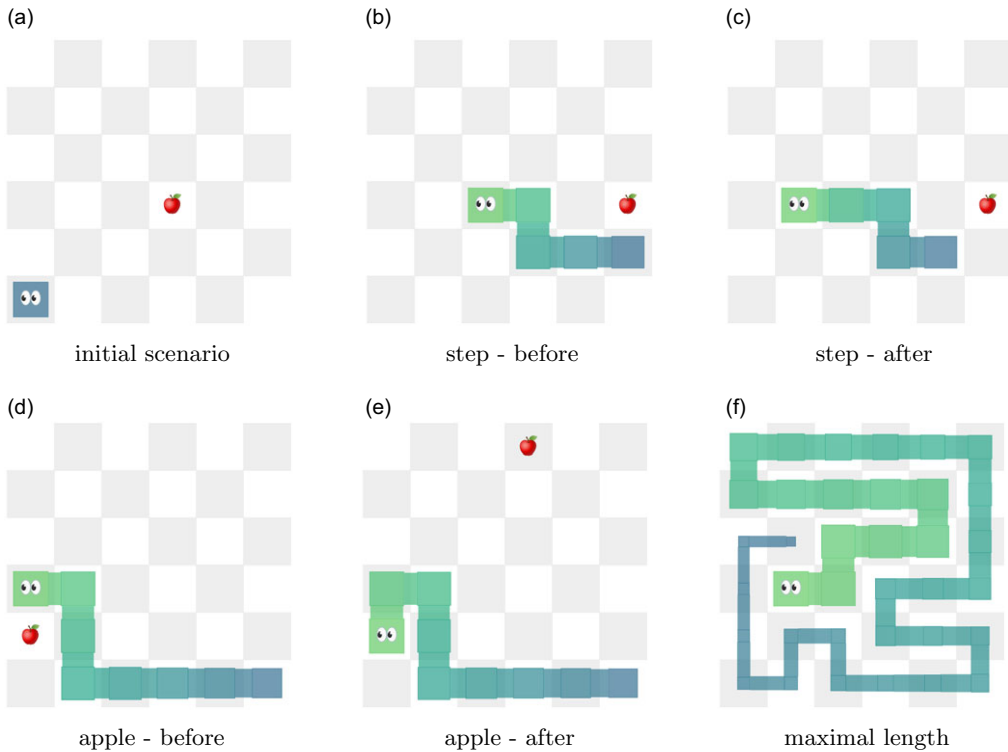 (a)
(b)
(c)
initial scenario
step - before
step - after
(d)
(e)
(f)
apple - before
apple - after
maximal length